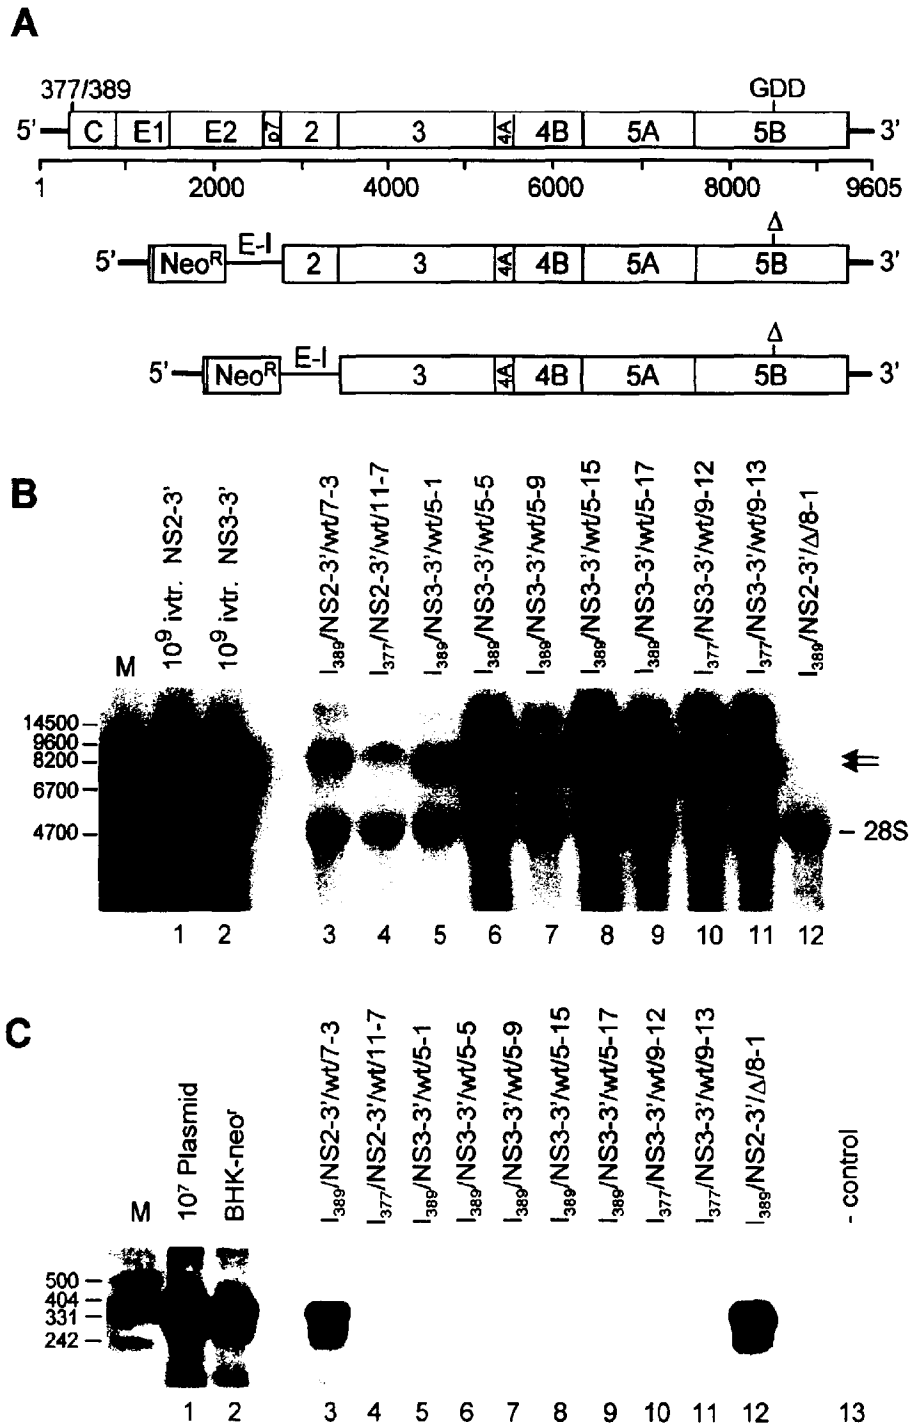 A
377/389 GDD
5' C E1 E2 p7 2 3 4A 4B 5A 5B 3'
1 2000 4000 6000 8000 9605
Δ
5' Neoᴿ E-I 2 3 4A 4B 5A 5B 3'
Δ
5' Neoᴿ E-I 3 4A 4B 5A 5B 3'
B
M
10⁹ ivtr. NS2-3'
10⁹ ivtr. NS3-3'
I₃₈₉/NS2-3'/wt/7-3
I₃₇₇/NS2-3'/wt/11-7
I₃₈₉/NS3-3'/wt/5-1
I₃₈₉/NS3-3'/wt/5-5
I₃₈₉/NS3-3'/wt/5-9
I₃₈₉/NS3-3'/wt/5-15
I₃₈₉/NS3-3'/wt/5-17
I₃₇₇/NS3-3'/wt/9-12
I₃₇₇/NS3-3'/wt/9-13
I₃₈₉/NS2-3'/Δ/8-1
14500
9600
8200
6700
4700
28S
1 2 3 4 5 6 7 8 9 10 11 12
C
M
10⁷ Plasmid
BHK-neoʳ
I₃₈₉/NS2-3'/wt/7-3
I₃₇₇/NS2-3'/wt/11-7
I₃₈₉/NS3-3'/wt/5-1
I₃₈₉/NS3-3'/wt/5-5
I₃₈₉/NS3-3'/wt/5-9
I₃₈₉/NS3-3'/wt/5-15
I₃₈₉/NS3-3'/wt/5-17
I₃₇₇/NS3-3'/wt/9-12
I₃₇₇/NS3-3'/wt/9-13
I₃₈₉/NS2-3'/Δ/8-1
- control
500
404
331
242
1 2 3 4 5 6 7 8 9 10 11 12 13